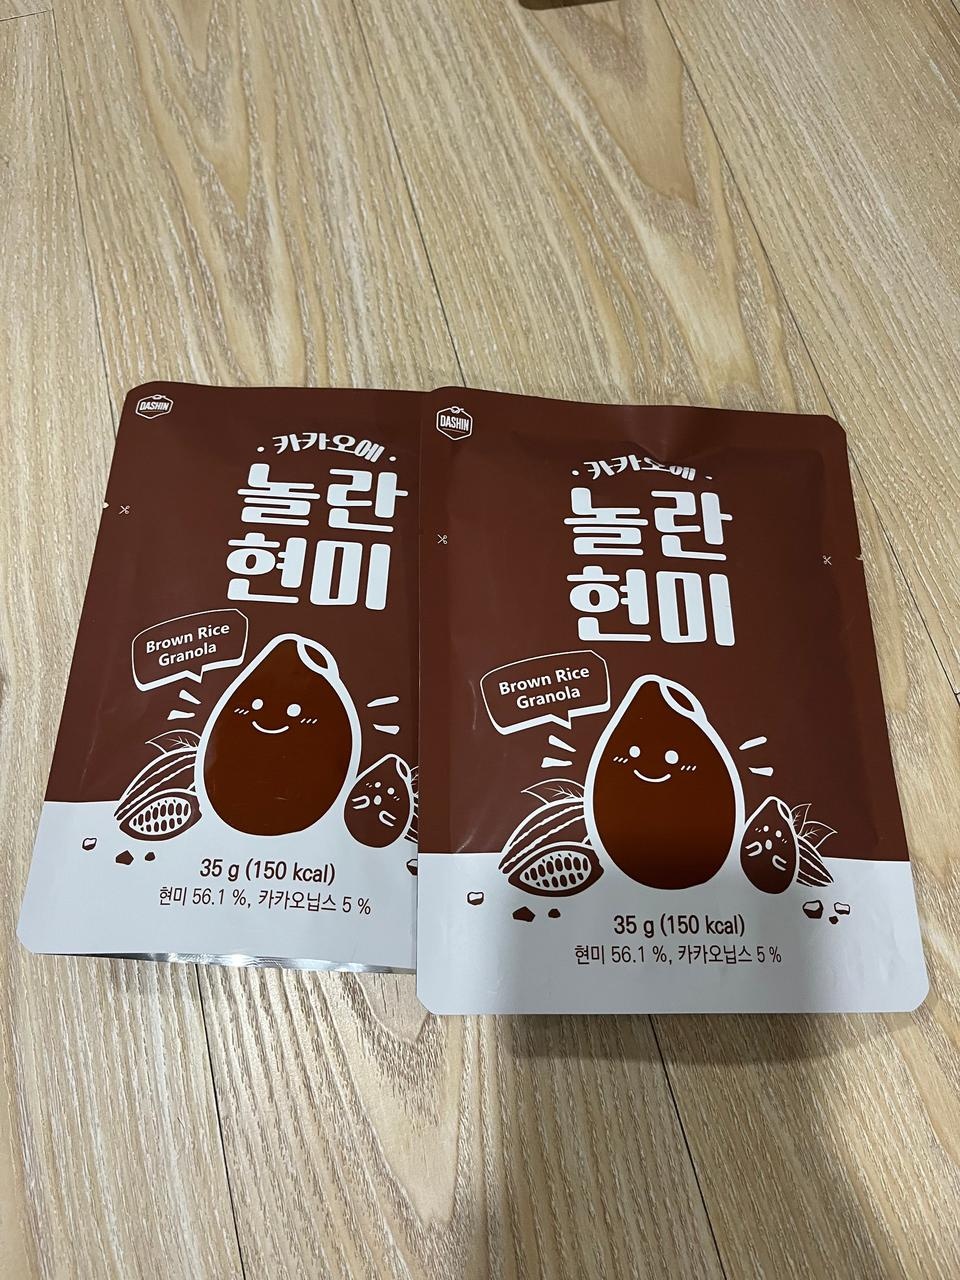 DASHIN
카카오에
놀란
현미
Brown Rice
Granola
35 g (150 kcal)
현미 56.1 %, 카카오닙스 5 %
DASHIN
카카오에
놀란
현미
Brown Rice
Granola
35 g (150 kcal)
현미 56.1 %, 카카오닙스 5 %